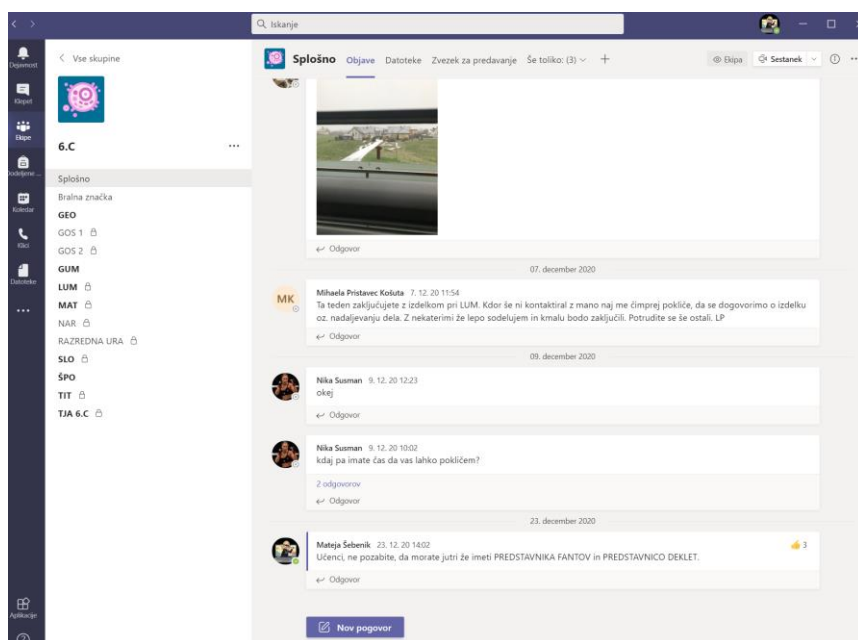 Iskanje
Dejavnost
Klepet
Ekipe
Dodeljene ...
Koledar
Klici
Datoteke
Aplikacije
Vse skupine
6.C
Splošno
Bralna značka
GEO
GOS 1
GOS 2
GUM
LUM
MAT
NAR
RAZREDNA URA
SLO
ŠPO
TIT
TJA 6.C
Splošno Objave Datoteke Zvezek za predavanje Še toliko: (3)
Ekipa Sestanek
Odgovor
07. december 2020
MK
Mihaela Pristavec Košuta 7. 12. 20 11:54
Ta teden zaključujete z izdelkom pri LUM. Kdor še ni kontaktiral z mano naj me čimprej pokliče, da se dogovorimo o izdelku
oz. nadaljevanju dela. Z nekaterimi že lepo sodelujem in kmalu bodo zaključili. Potrudite se še ostali. LP
Odgovor
09. december 2020
Nika Susman 9. 12. 20 12:23
okej
Odgovor
Nika Susman 9. 12. 20 10:02
kdaj pa imate čas da vas lahko pokličem?
2 odgovorov
Odgovor
23. december 2020
Mateja Šebenik 23. 12. 20 14:02
3
Učenci, ne pozabite, da morate jutri že imeti PREDSTAVNIKA FANTOV in PREDSTAVNICO DEKLET.
Odgovor
Nov pogovor